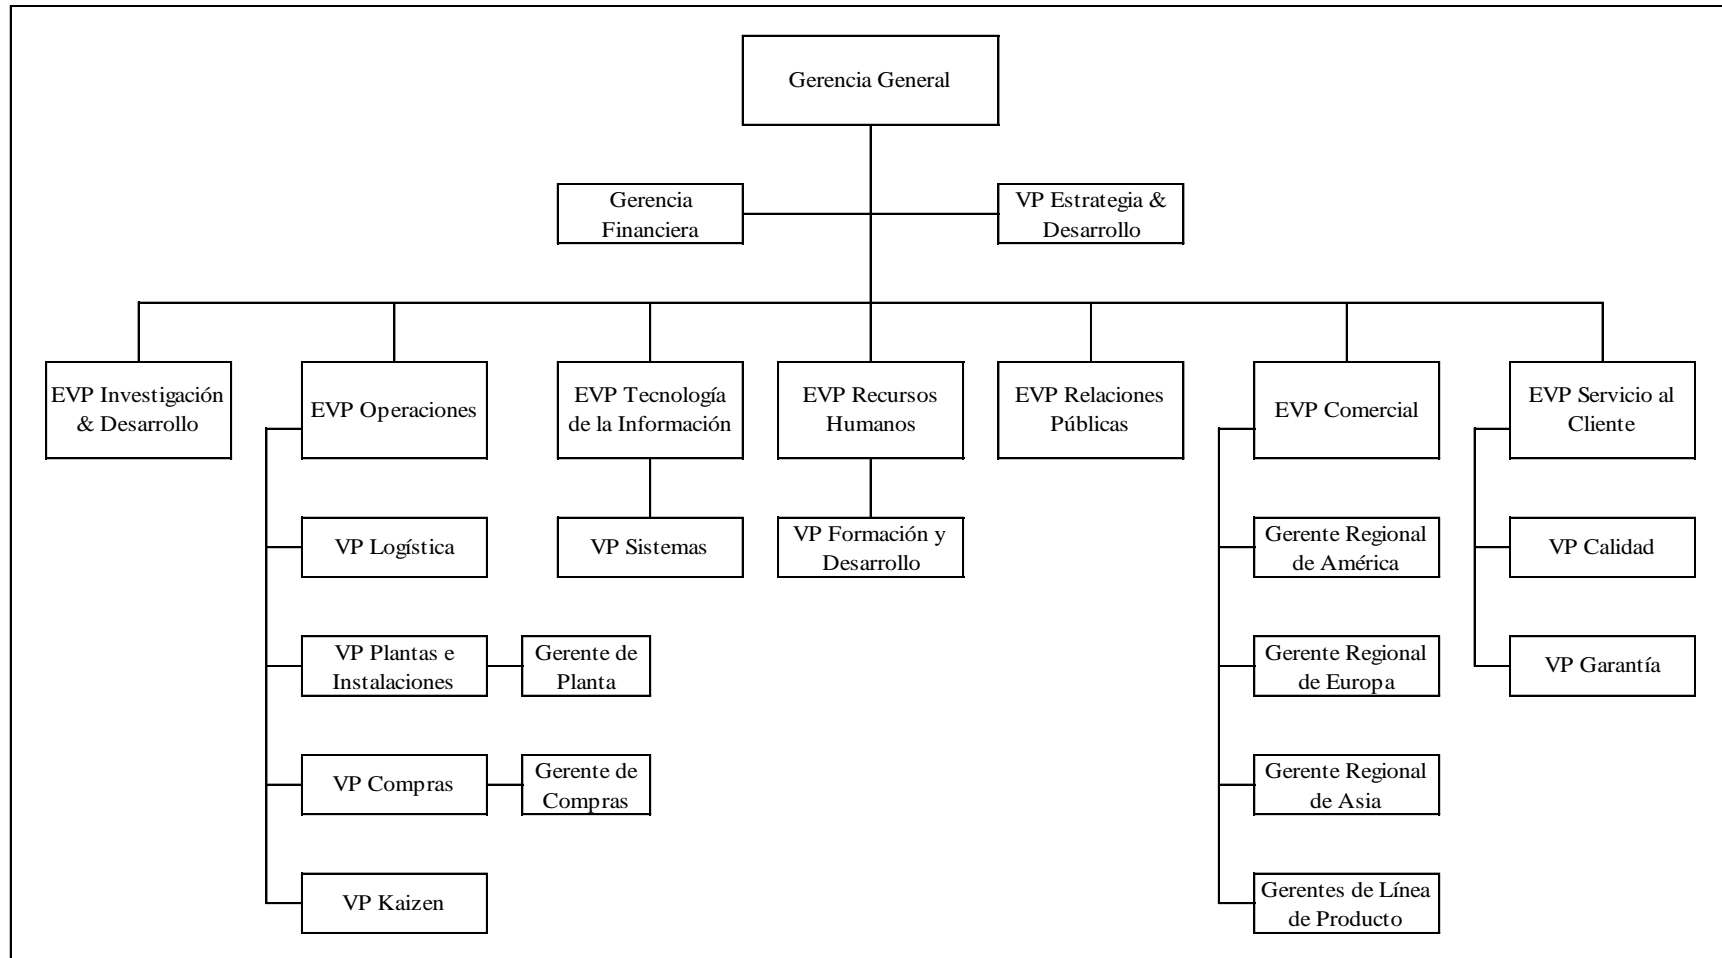 Gerencia General
Gerencia
Financiera
VP Estrategia &
Desarrollo
EVP Investigación
& Desarrollo
EVP Operaciones
EVP Tecnología
de la Información
EVP Recursos
Humanos
EVP Relaciones
Públicas
EVP Comercial
EVP Servicio al
Cliente
VP Logística
VP Sistemas
VP Formación y
Desarrollo
Gerente Regional
de América
VP Calidad
VP Plantas e
Instalaciones
Gerente de
Planta
Gerente Regional
de Europa
VP Garantía
VP Compras
Gerente de
Compras
Gerente Regional
de Asia
VP Kaizen
Gerentes de Línea
de Producto